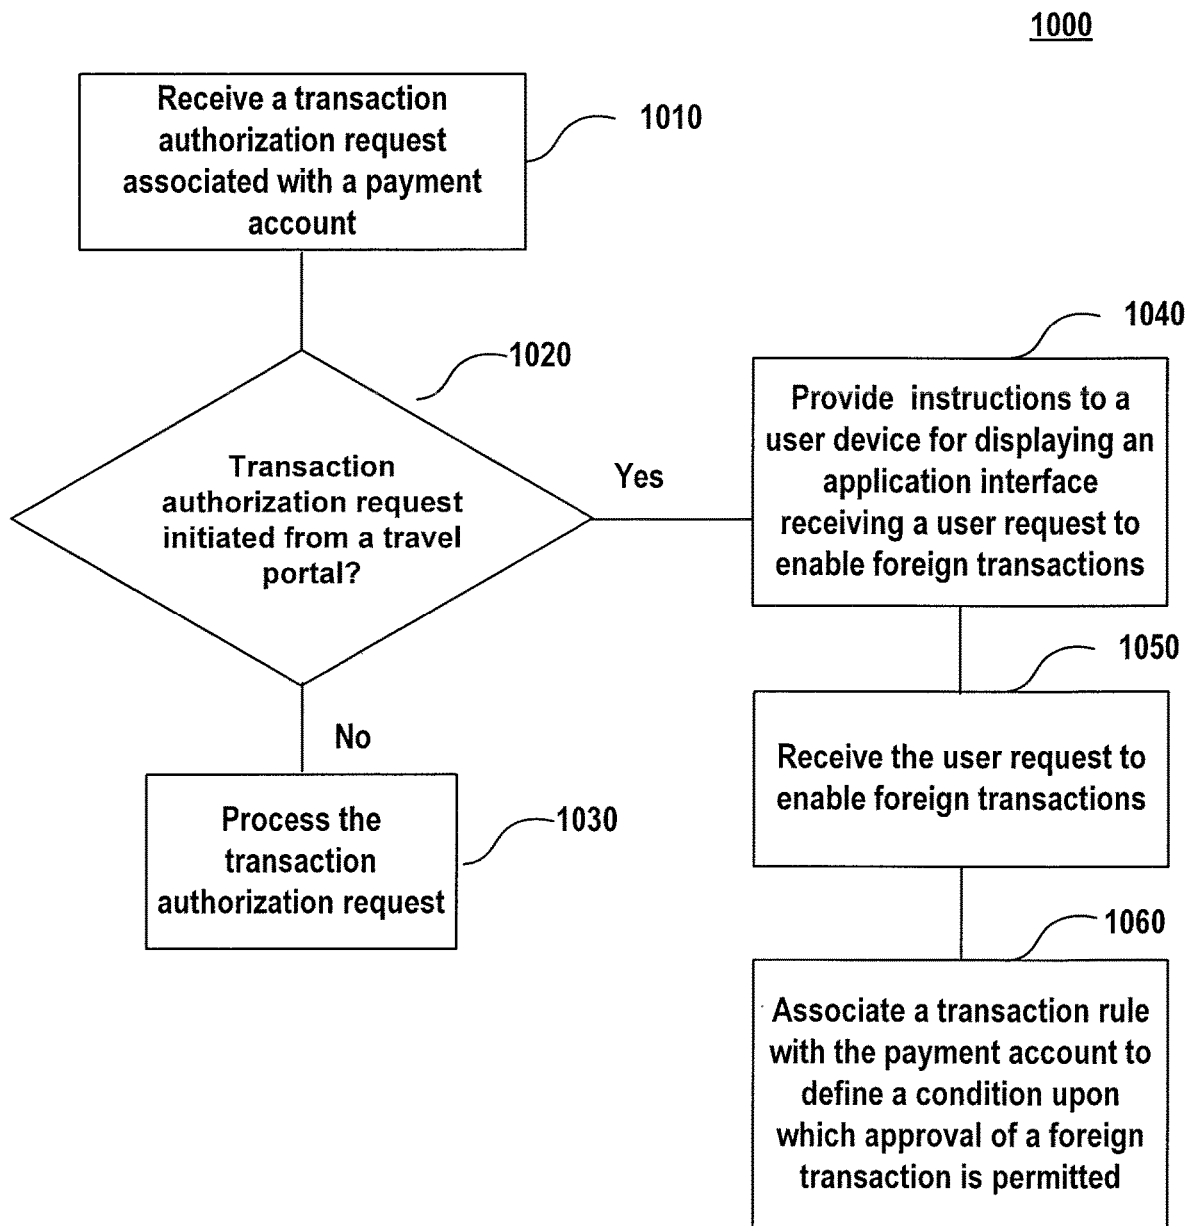 1000
Receive a transaction
authorization request
associated with a payment
account
1010
Transaction
authorization request
initiated from a travel
portal?
1020
Yes
No
Process the
transaction
authorization request
1030
Provide instructions to a
user device for displaying an
application interface
receiving a user request to
enable foreign transactions
1040
Receive the user request to
enable foreign transactions
1050
Associate a transaction rule
with the payment account to
define a condition upon
which approval of a foreign
transaction is permitted
1060